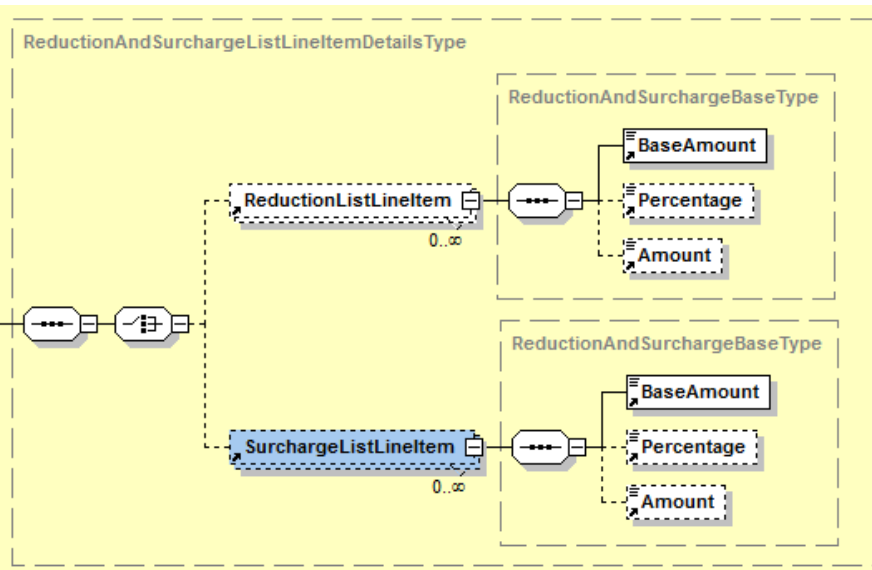 ReductionAndSurchargeListLineItemDetailsType
ReductionAndSurchargeBaseType
BaseAmount
ReductionListLineItem
Percentage
0..∞
Amount
ReductionAndSurchargeBaseType
BaseAmount
SurchargeListLineItem
Percentage
0..∞
Amount